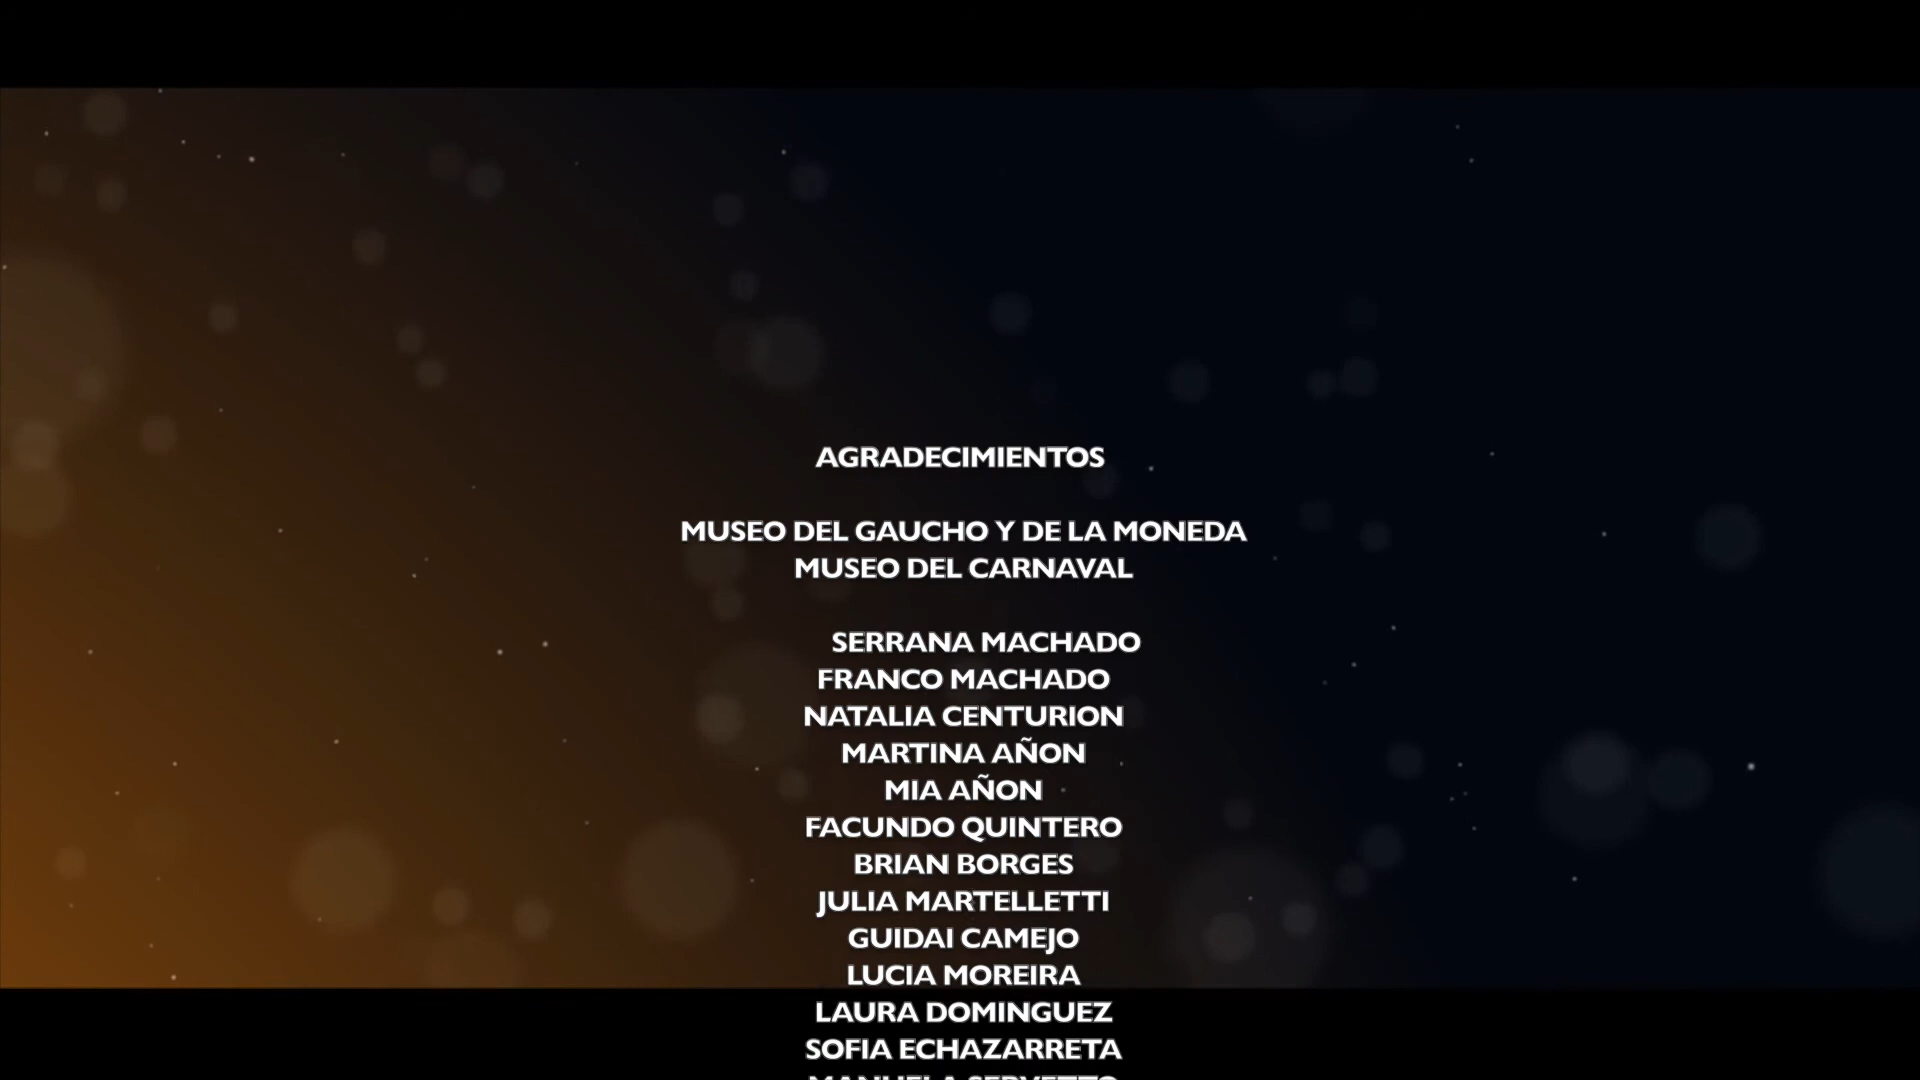 AGRADECIMIENTOS
MUSEO DEL GAUCHO Y DE LA MONEDA
MUSEO DEL CARNAVAL
SERRANA MACHADO
FRANCO MACHADO
NATALIA CENTURION
MARTINA AÑON
MIA AÑON
FACUNDO QUINTERO
BRIAN BORGES
JULIA MARTELLETTI
GUIDAI CAMEJO
LUCIA MOREIRA
LAURA DOMINGUEZ
SOFIA ECHAZARRETA